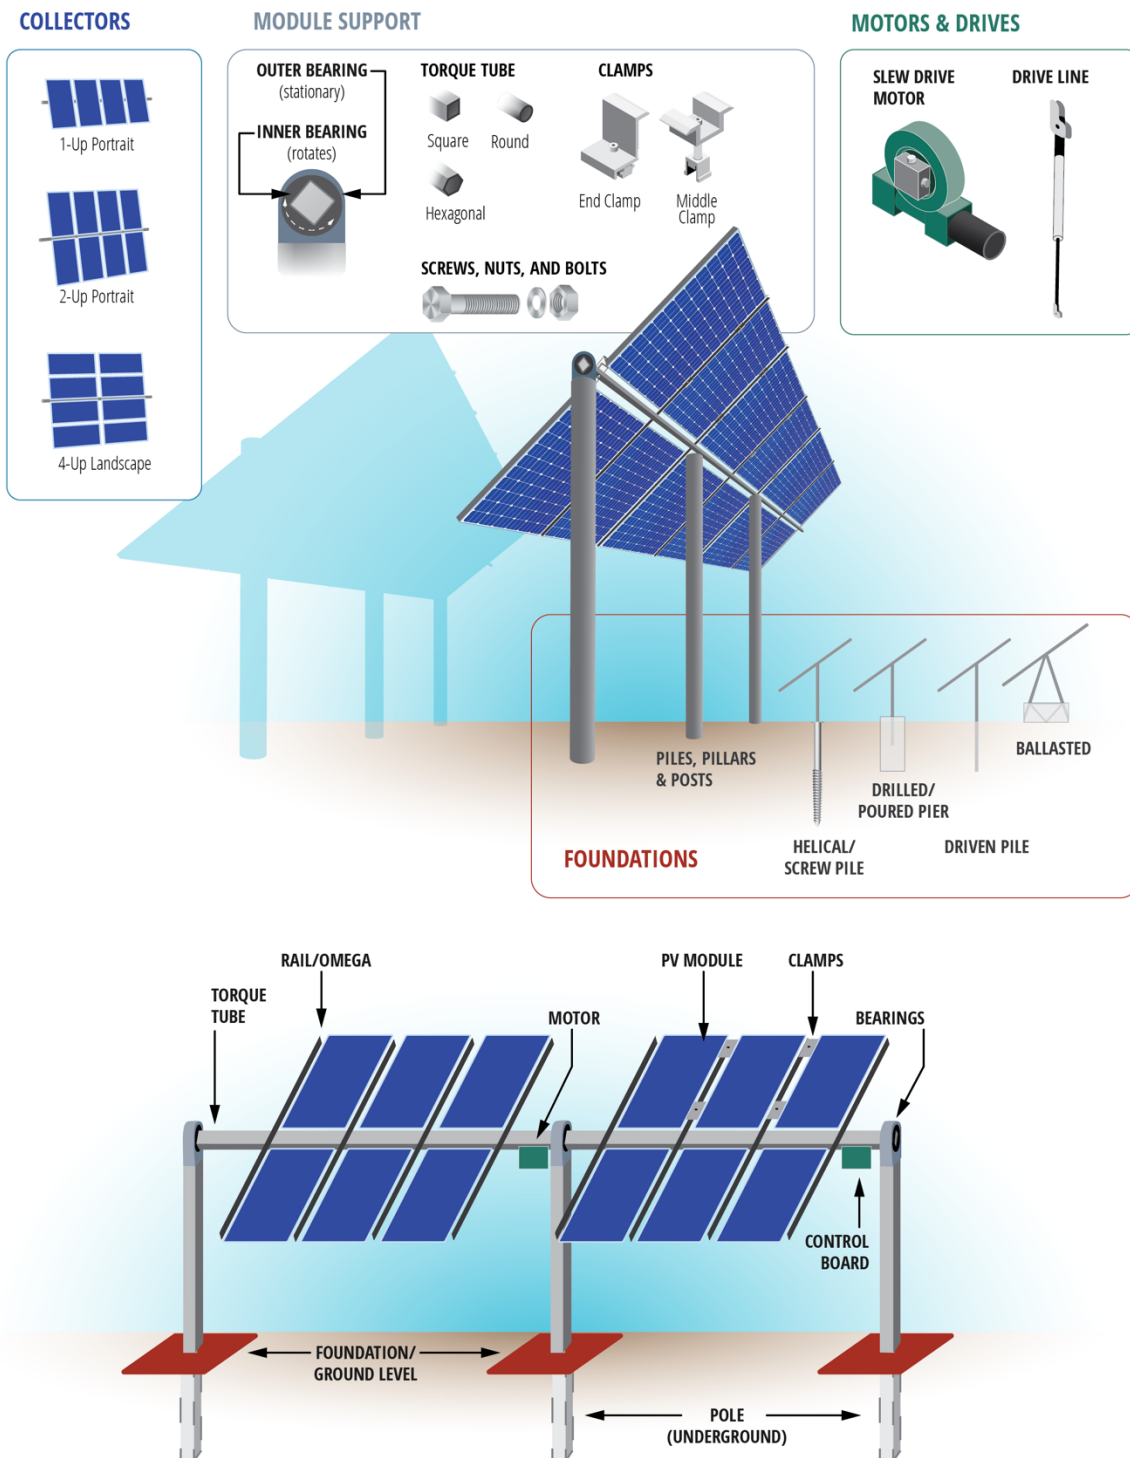 COLLECTORS
1-Up Portrait
2-Up Portrait
4-Up Landscape
MODULE SUPPORT
OUTER BEARING
(stationary)
INNER BEARING
(rotates)
TORQUE TUBE
Square
Round
Hexagonal
CLAMPS
End Clamp
Middle
Clamp
SCREWS, NUTS, AND BOLTS
MOTORS & DRIVES
SLEW DRIVE
MOTOR
DRIVE LINE
PILES, PILLARS
& POSTS
HELICAL/
SCREW PILE
DRILLED/
POURED PIER
DRIVEN PILE
BALLASTED
FOUNDATIONS
RAIL/OMEGA
TORQUE
TUBE
MOTOR
PV MODULE
CLAMPS
BEARINGS
CONTROL
BOARD
FOUNDATION/
GROUND LEVEL
POLE
(UNDERGROUND)